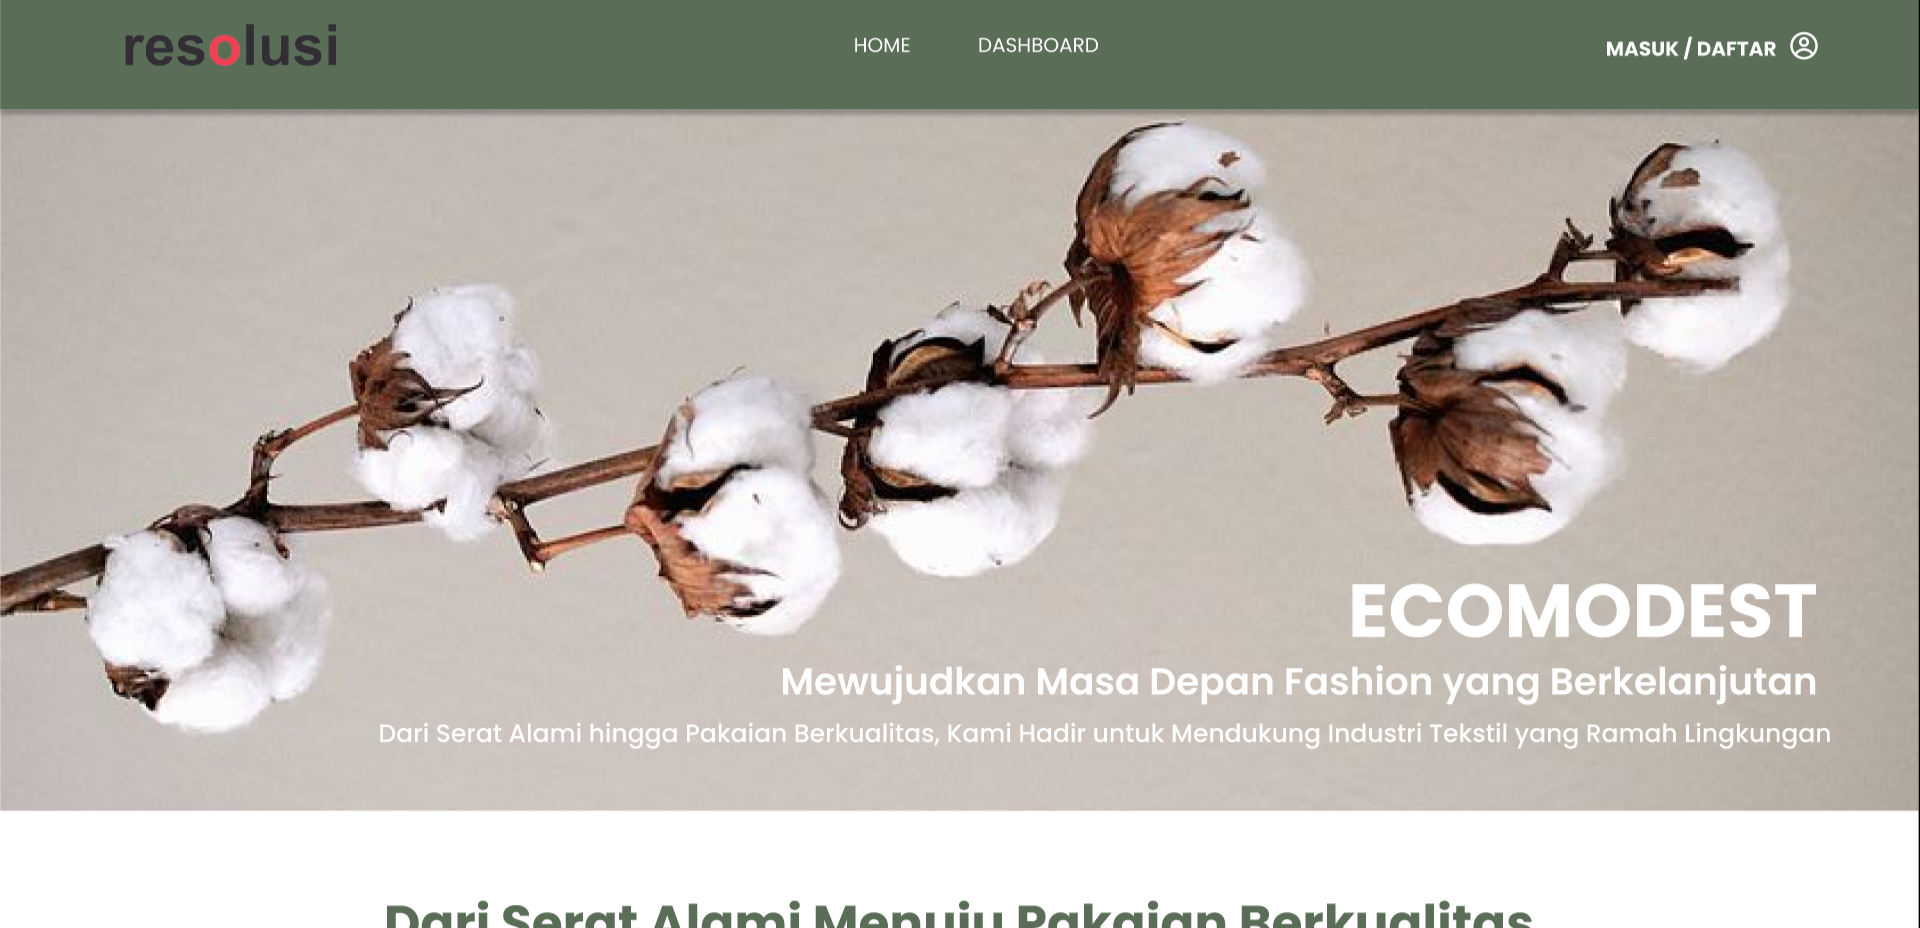 resolusi
HOME
DASHBOARD
MASUK / DAFTAR
ECOMODEST
Mewujudkan Masa Depan Fashion yang Berkelanjutan
Dari Serat Alami hingga Pakaian Berkualitas, Kami Hadir untuk Mendukung Industri Tekstil yang Ramah Lingkungan
Dari Serat Alami Menuju Pakaian Berkualitas